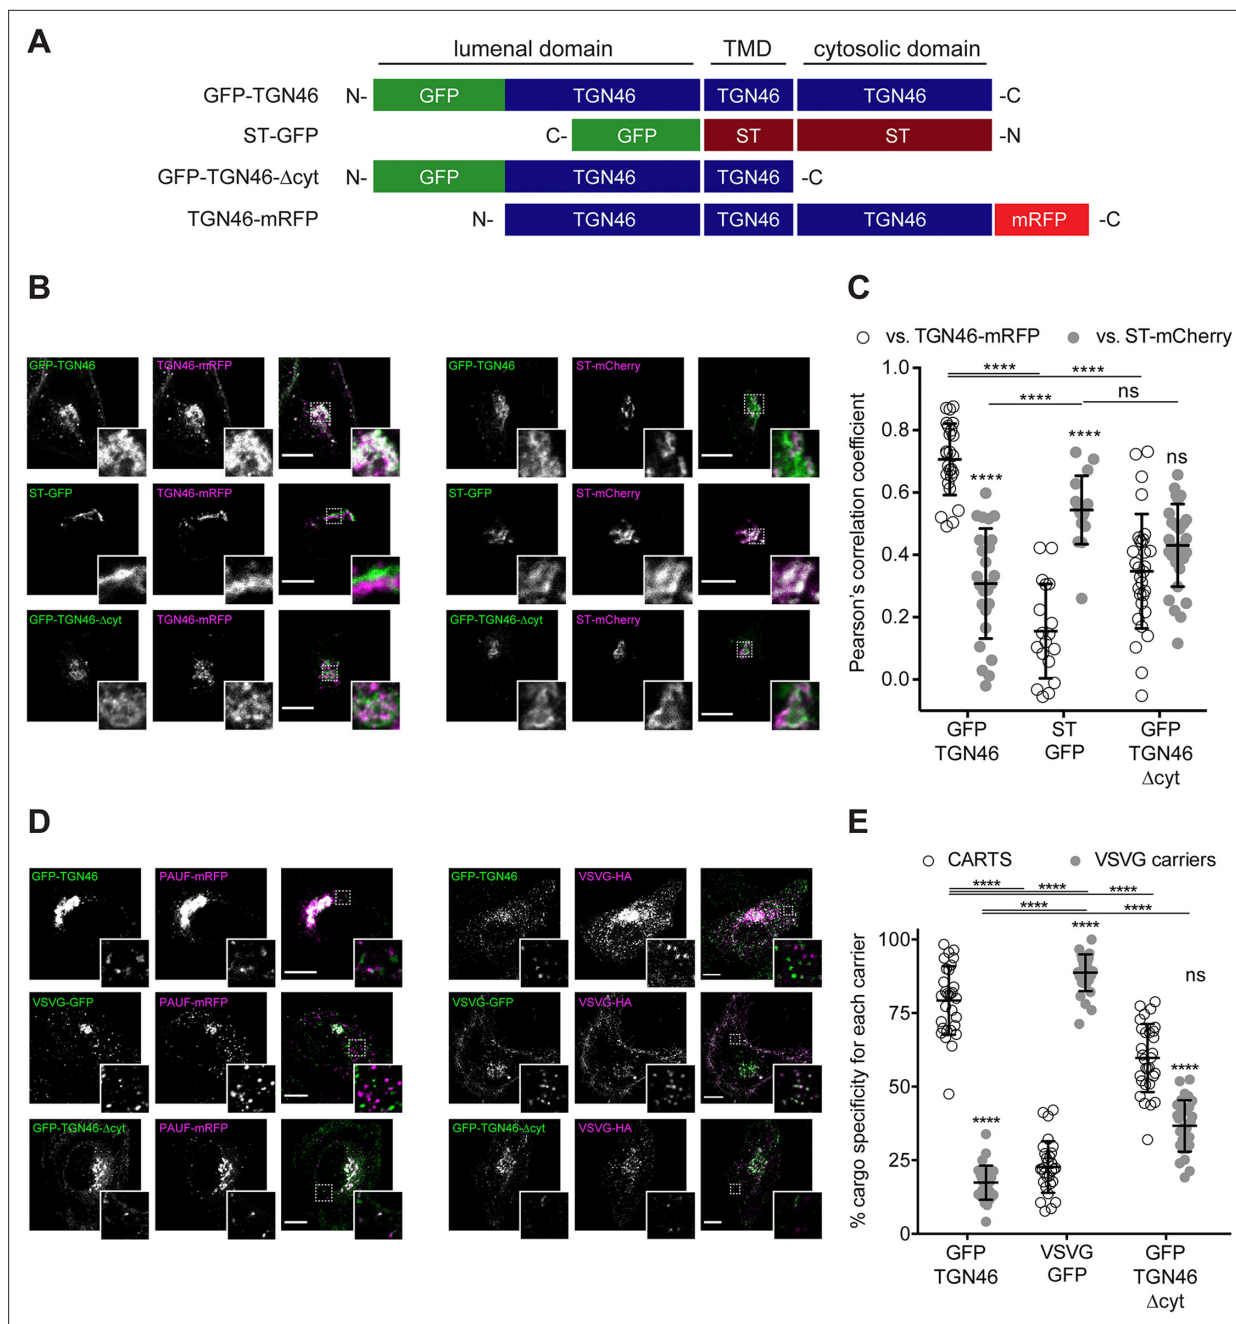 A
lumenal domain TMD cytosolic domain
GFP-TGN46 N- GFP TGN46 TGN46 TGN46 -C
ST-GFP C- GFP ST ST -N
GFP-TGN46-Δcyt N- GFP TGN46 TGN46 -C
TGN46-mRFP N- TGN46 TGN46 TGN46 mRFP -C
B
GFP-TGN46 TGN46-mRFP GFP-TGN46 ST-mCherry
ST-GFP TGN46-mRFP ST-GFP ST-mCherry
GFP-TGN46-Δcyt TGN46-mRFP GFP-TGN46-Δcyt ST-mCherry
C
vs. TGN46-mRFP vs. ST-mCherry
**** ****
**** ns
**** **** ns
Pearson's correlation coefficient
1.0
0.8
0.6
0.4
0.2
0.0
GFP ST GFP
TGN46 GFP TGN46
Δcyt
D
GFP-TGN46 PAUF-mRFP GFP-TGN46 VSVG-HA
VSVG-GFP PAUF-mRFP VSVG-GFP VSVG-HA
GFP-TGN46-Δcyt PAUF-mRFP GFP-TGN46-Δcyt VSVG-HA
E
CARTS VSVG carriers
**** **** ****
**** ****
**** **** ns
****
% cargo specificity for each carrier
100
75
50
25
0
GFP VSVG GFP
TGN46 GFP TGN46
Δcyt